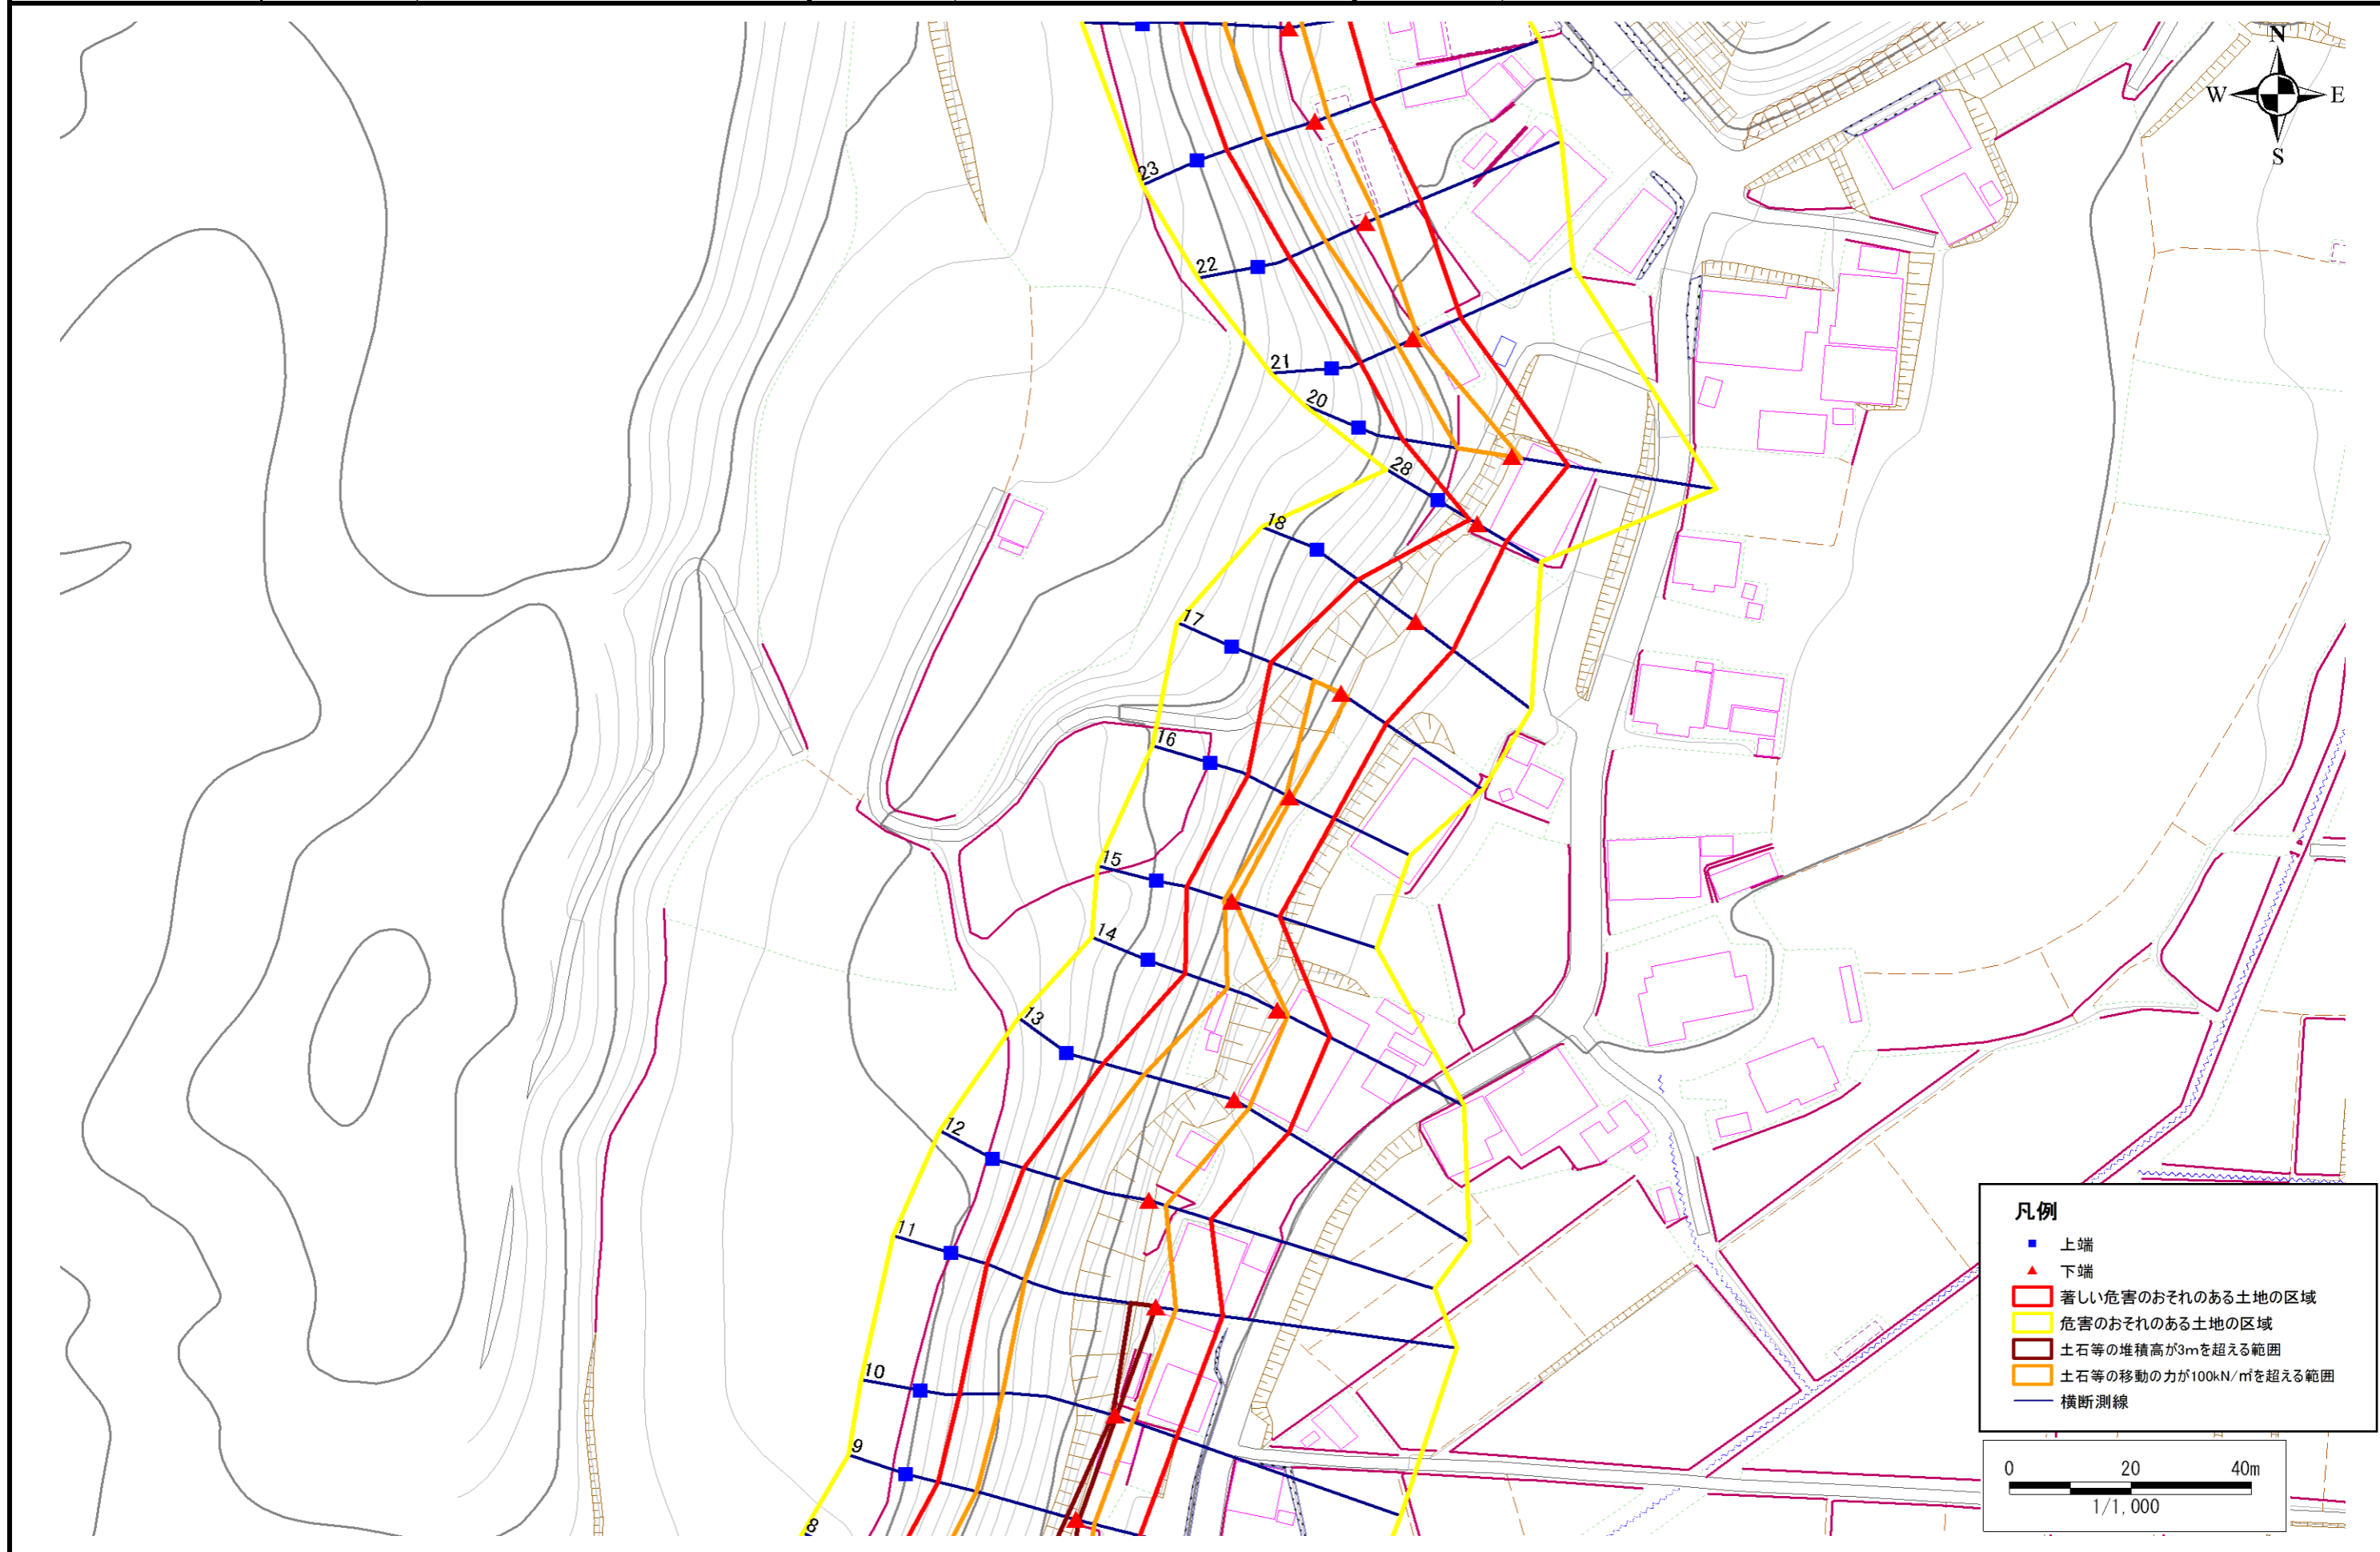 N
W E
S
23
22
21
20
28
18
17
16
15
14
13
12
11
10
9
8
凡例
上端
下端
著しい危害のおそれのある土地の区域
危害のおそれのある土地の区域
土石等の堆積高が3mを超える範囲
土石等の移動の力が100kN/㎡を超える範囲
横断測線
0 20 40m
1/1,000